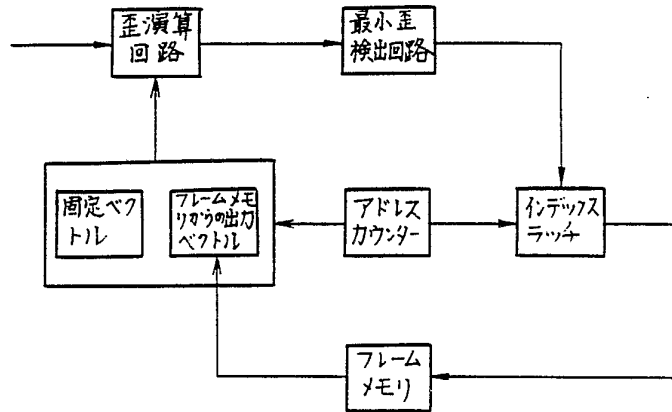 歪演算
回路
最小歪
検出回路
固定ベク
トル
フレームメモ
リからの出力
ベクトル
アドレス
カウンター
インデックス
ラッチ
フレーム
メモリ